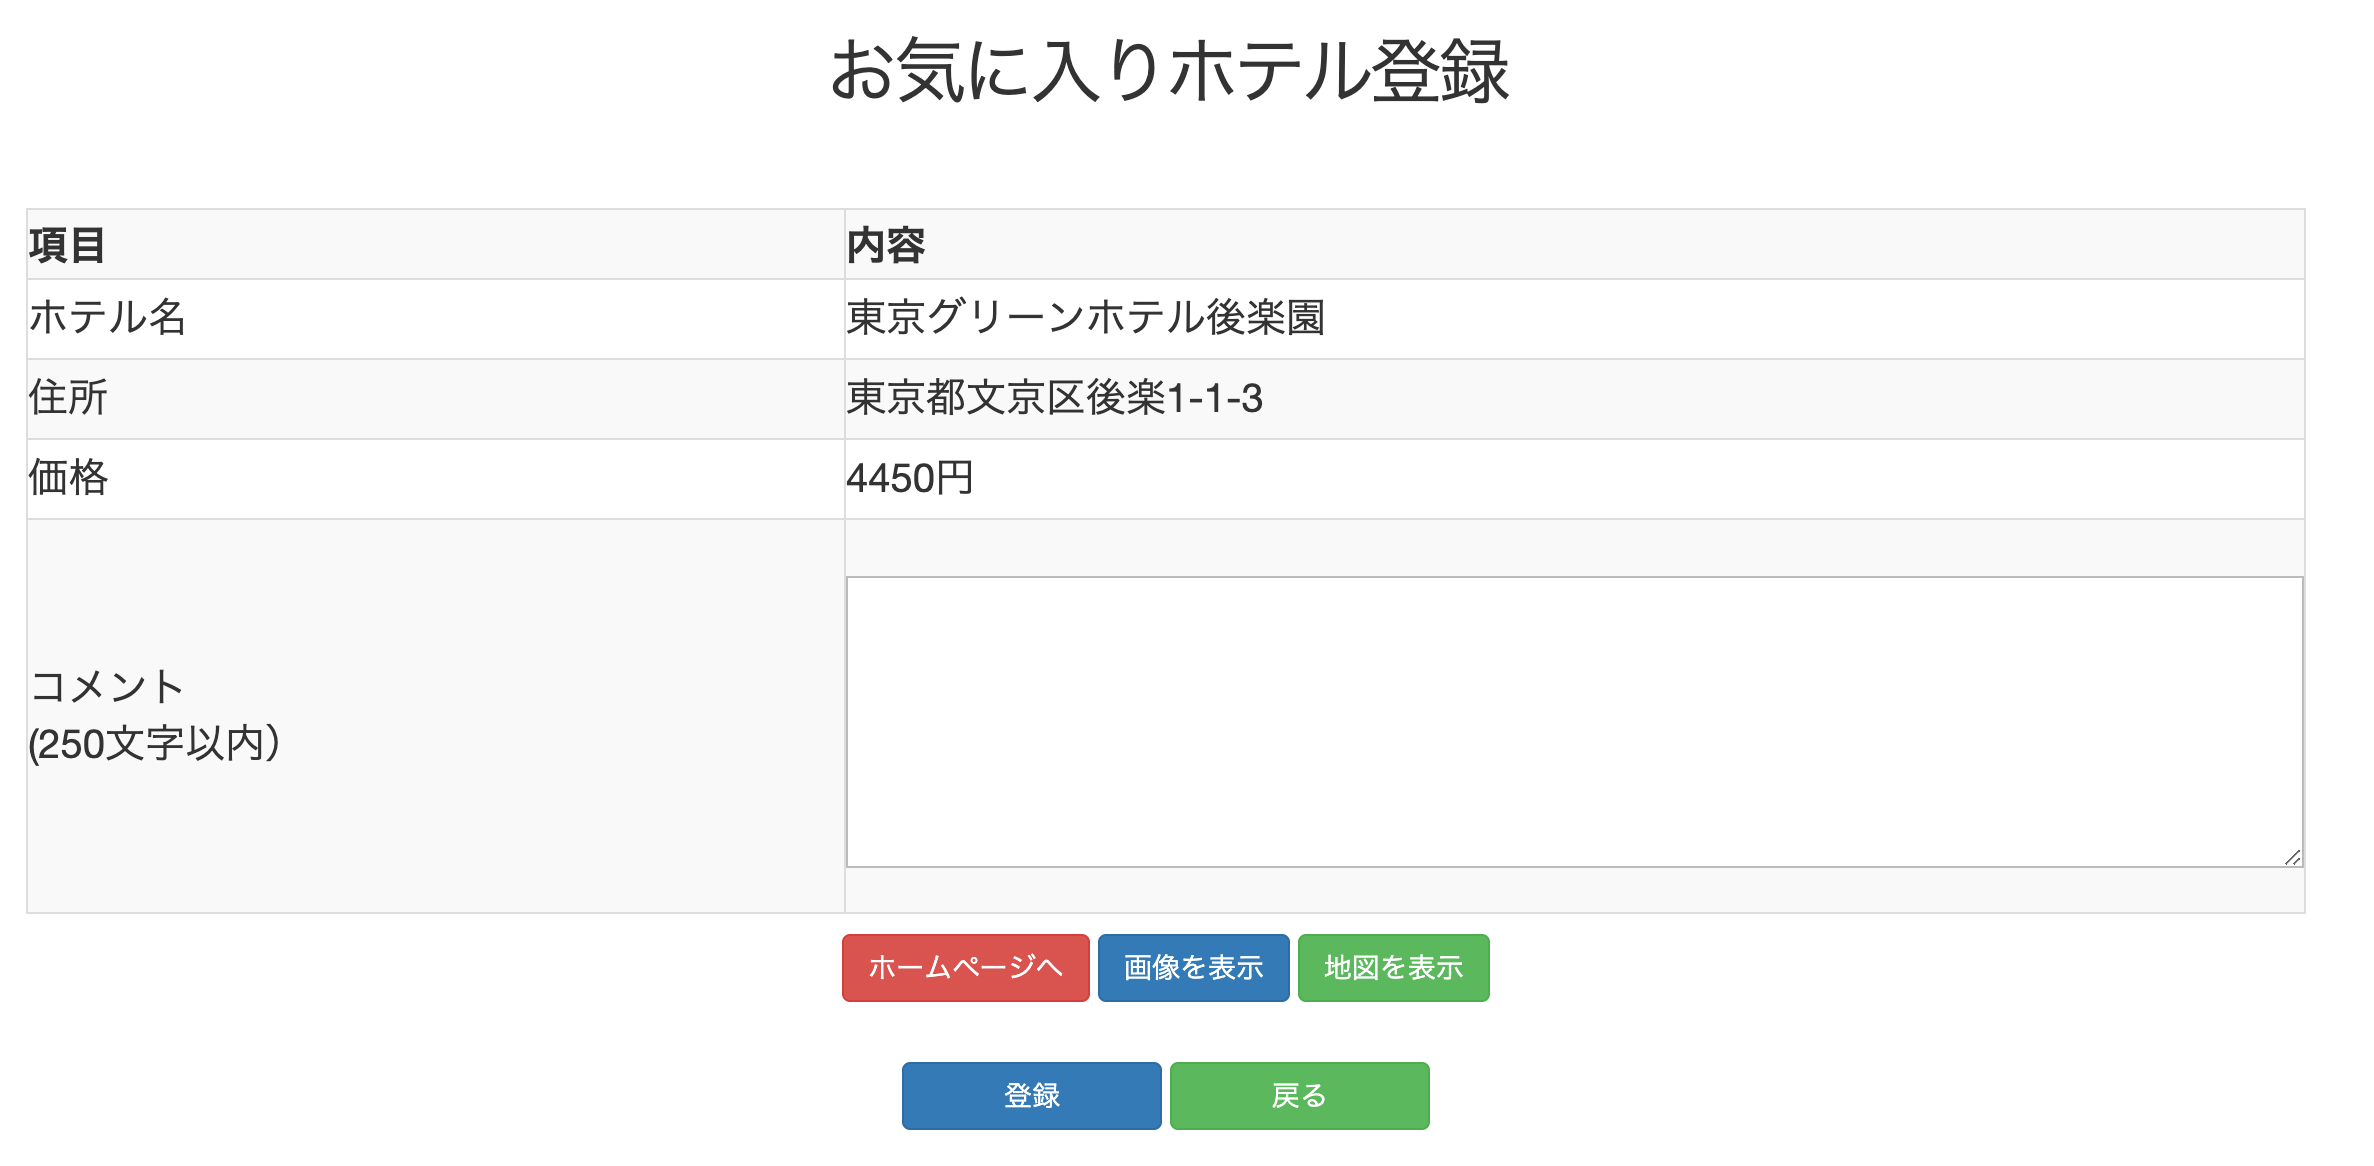 お気に入りホテル登録
項目 内容
ホテル名 東京グリーンホテル後楽園
住所 東京都文京区後楽1-1-3
価格 4450円
コメント
(250文字以内）
ホームページへ 画像を表示 地図を表示
登録 戻る